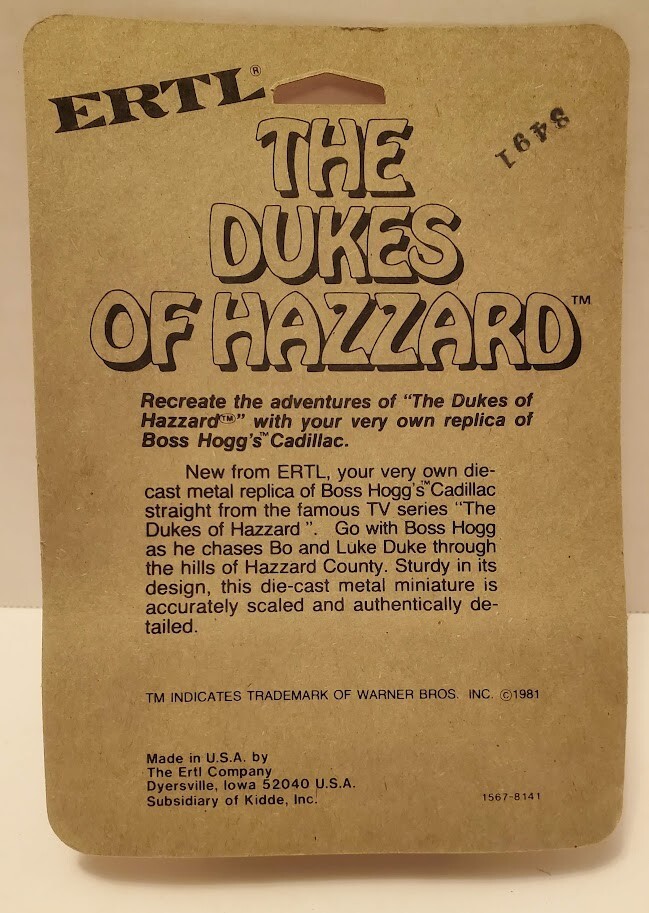 ERTL®
8491
THE
DUKES
OF HAZZARD™
Recreate the adventures of "The Dukes of
Hazzard™" with your very own replica of
Boss Hogg's™ Cadillac.
New from ERTL, your very own die-
cast metal replica of Boss Hogg's™ Cadillac
straight from the famous TV series "The
Dukes of Hazzard". Go with Boss Hogg
as he chases Bo and Luke Duke through
the hills of Hazzard County. Sturdy in its
design, this die-cast metal miniature is
accurately scaled and authentically de-
tailed.
TM INDICATES TRADEMARK OF WARNER BROS. INC. ©1981
Made in U.S.A. by
The Ertl Company
Dyersville, Iowa 52040 U.S.A.
Subsidiary of Kidde, Inc.
1567-8141